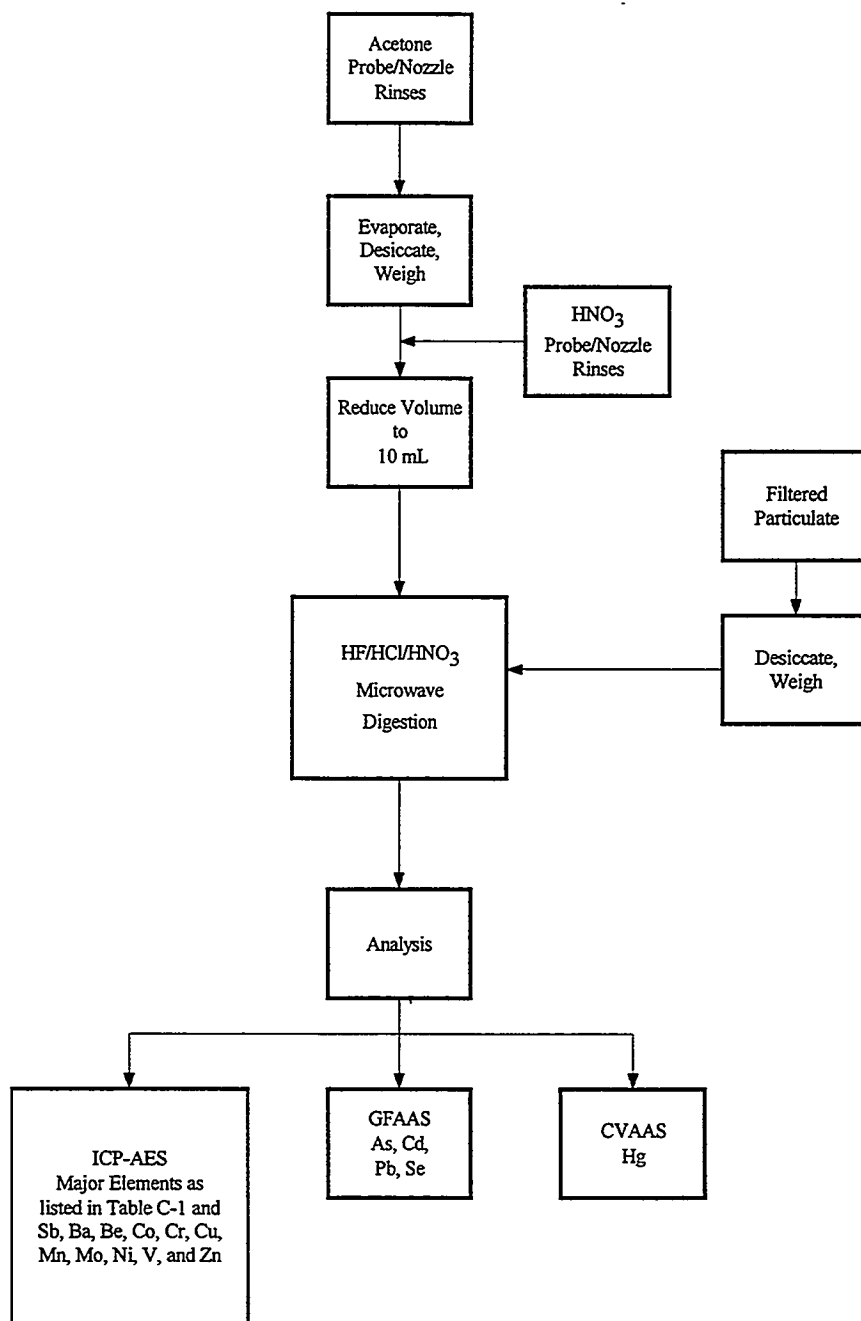 Acetone
Probe/Nozzle
Rinses
Evaporate,
Desiccate,
Weigh
HNO3
Probe/Nozzle
Rinses
Reduce Volume
to
10 mL
Filtered
Particulate
HF/HCl/HNO3
Microwave
Digestion
Desiccate,
Weigh
Analysis
ICP-AES
Major Elements as
listed in Table C-1 and
Sb, Ba, Be, Co, Cr, Cu,
Mn, Mo, Ni, V, and Zn
GFAAS
As, Cd,
Pb, Se
CVAAS
Hg